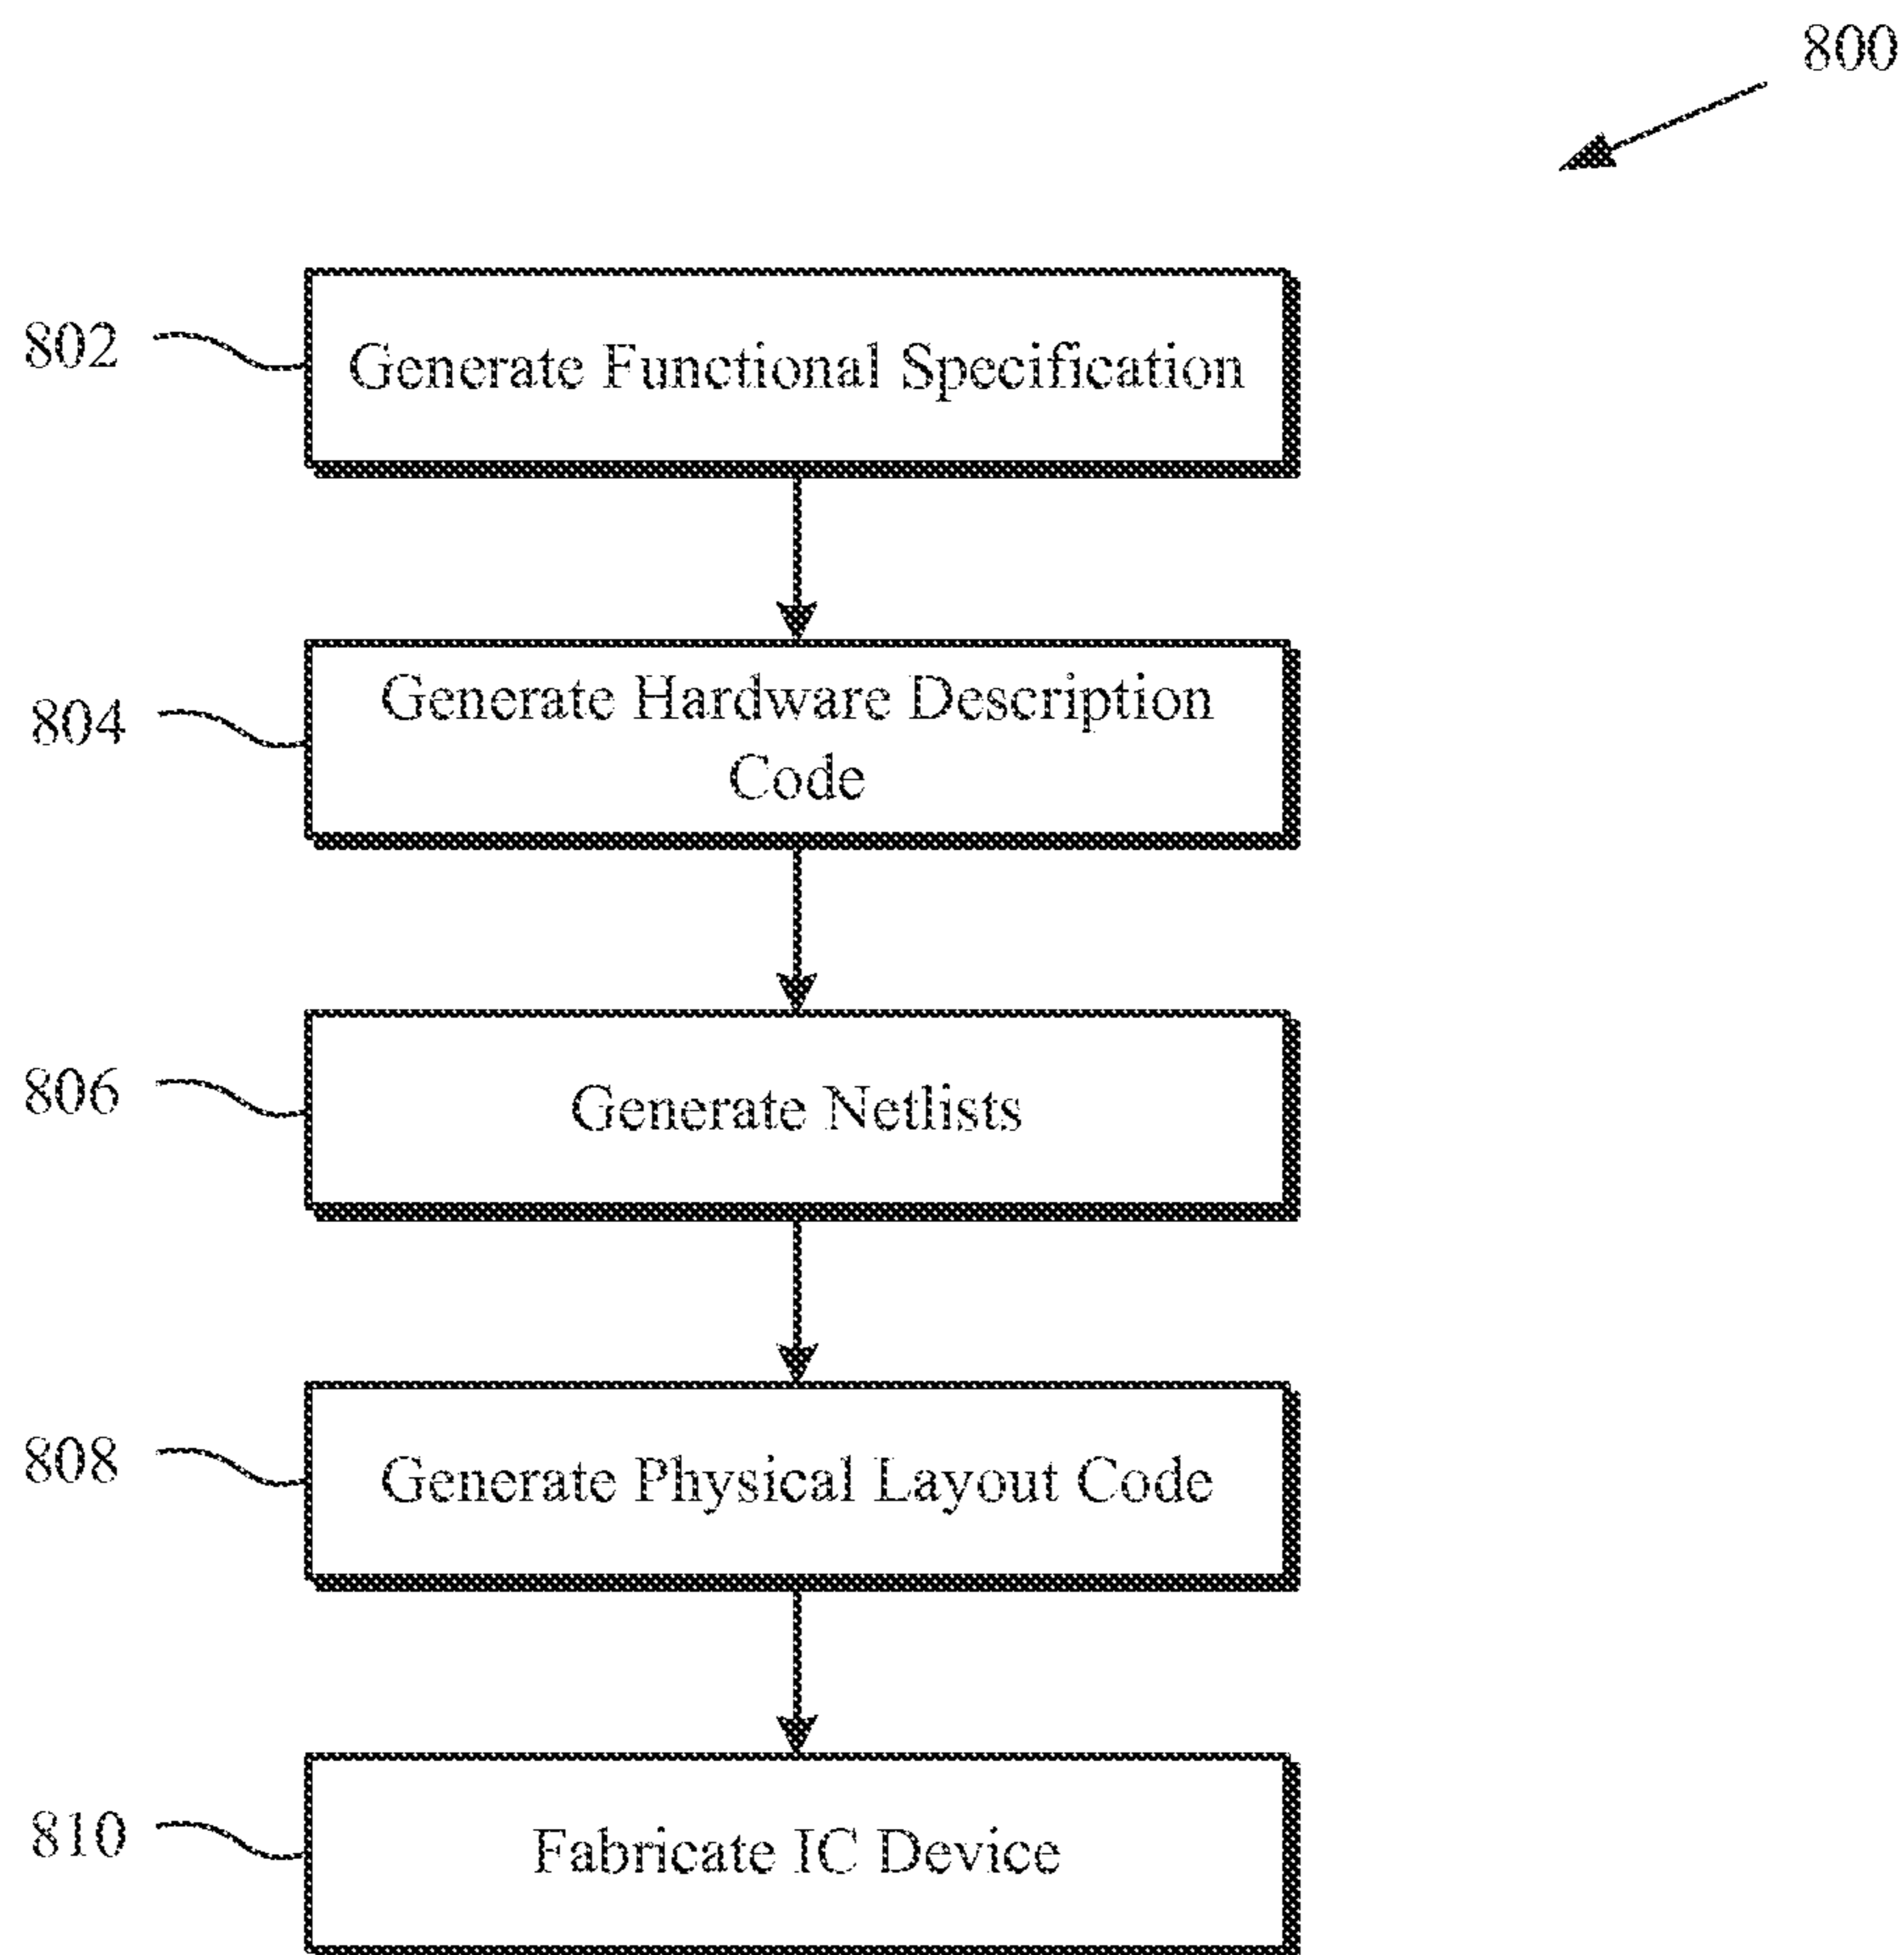 800
802
Generate Functional Specification
804
Generate Hardware Description
Code
806
Generate Netlists
808
Generate Physical Layout Code
810
Fabricate IC Device